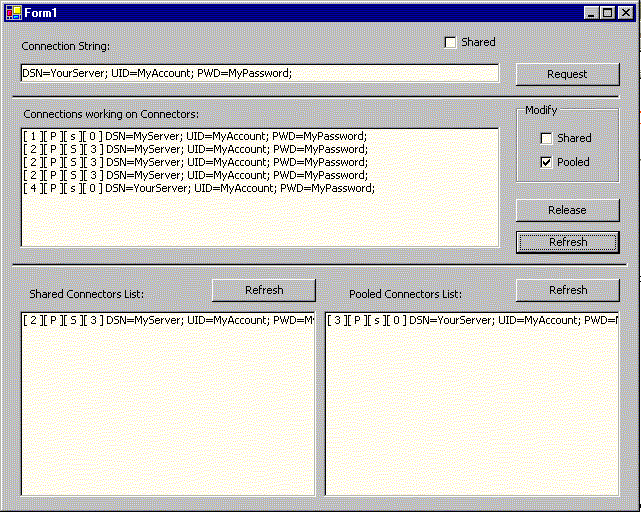 Form1
Connection String:
Shared
DSN=YourServer; UID=MyAccount; PWD=MyPassword;
Request
Connections working on Connectors:
[ 1 ][ P ][ s ][ 0 ] DSN=MyServer; UID=MyAccount; PWD=MyPassword;
[ 2 ][ P ][ S ][ 3 ] DSN=MyServer; UID=MyAccount; PWD=MyPassword;
[ 2 ][ P ][ S ][ 3 ] DSN=MyServer; UID=MyAccount; PWD=MyPassword;
[ 2 ][ P ][ S ][ 3 ] DSN=MyServer; UID=MyAccount; PWD=MyPassword;
[ 4 ][ P ][ s ][ 0 ] DSN=YourServer; UID=MyAccount; PWD=MyPassword;
Modify
Shared
Pooled
Release
Refresh
Shared Connectors List:
Refresh
[ 2 ][ P ][ S ][ 3 ] DSN=MyServer; UID=MyAccount; PWD=M
Pooled Connectors List:
Refresh
[ 3 ][ P ][ s ][ 0 ] DSN=YourServer; UID=MyAccount; PWD=